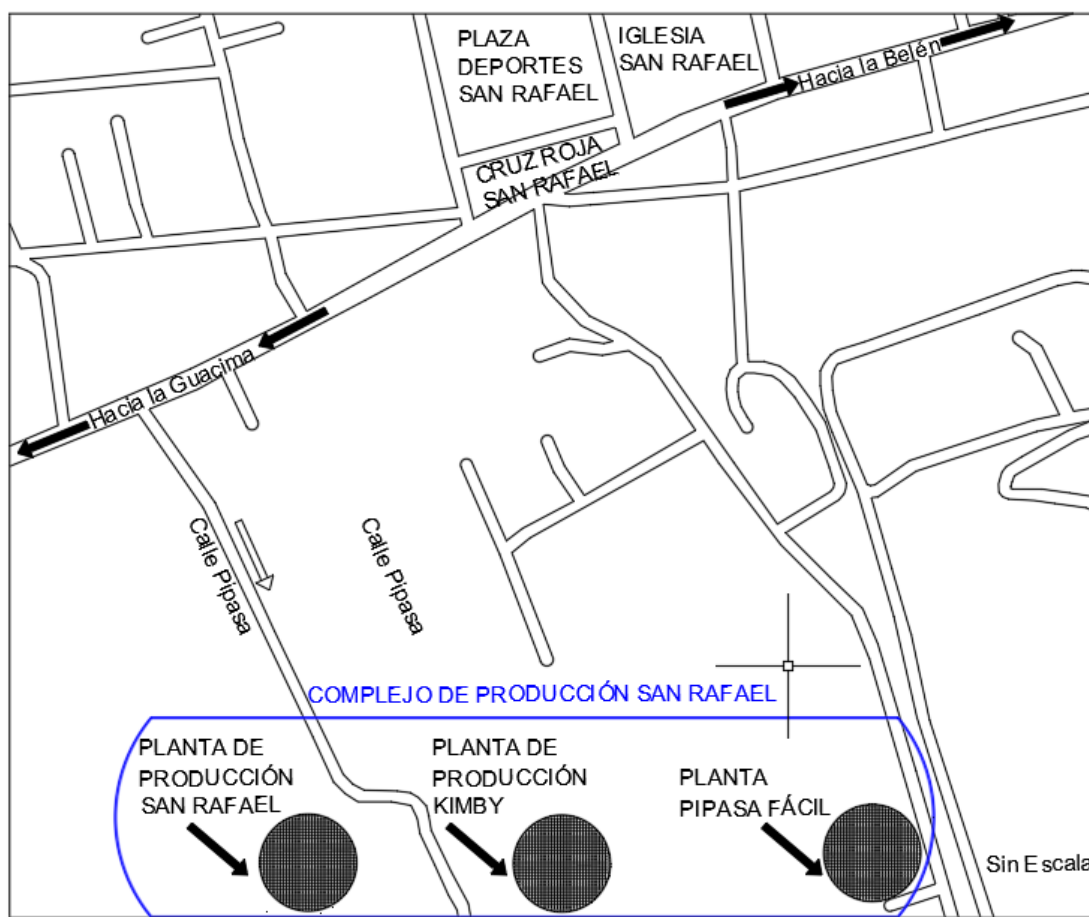 PLAZA
DEPORTES
SAN RAFAEL
IGLESIA
SAN RAFAEL
Hacia la Belén
CRUZ ROJA
SAN RAFAEL
Hacia la Guacima
Calle Pipasa
Calle Pipasa
COMPLEJO DE PRODUCCIÓN SAN RAFAEL
PLANTA DE
PRODUCCIÓN
SAN RAFAEL
PLANTA DE
PRODUCCIÓN
KIMBY
PLANTA
PIPASA FÁCIL
Sin Escala